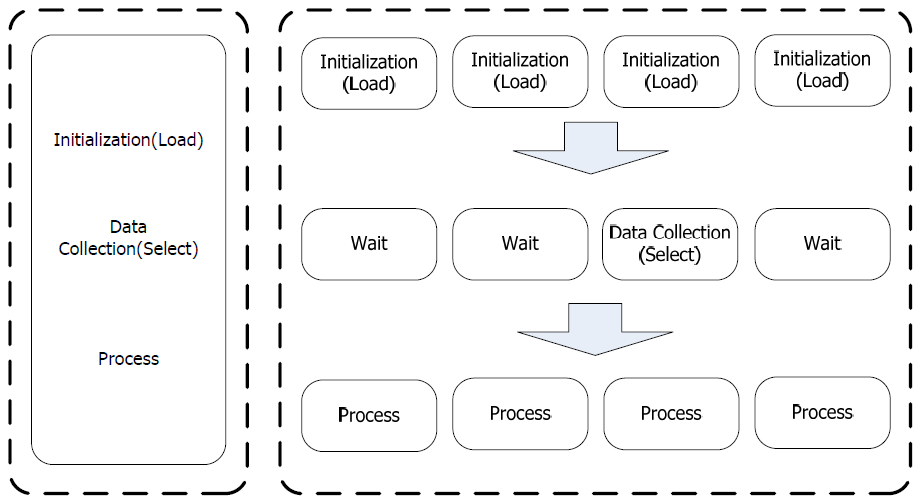 Initialization(Load)
Data
Collection(Select)
Process
Initialization
(Load)
Initialization
(Load)
Initialization
(Load)
Initialization
(Load)
Wait
Wait
Data Collection
(Select)
Wait
Process
Process
Process
Process